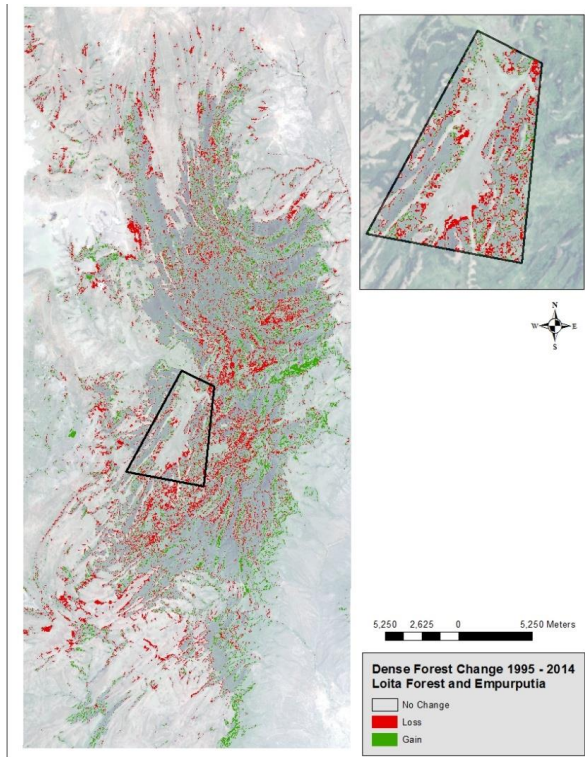 N
W E
S
5,250 2,625 0 5,250 Meters
Dense Forest Change 1995 - 2014
Loita Forest and Empurputia
No Change
Loss
Gain